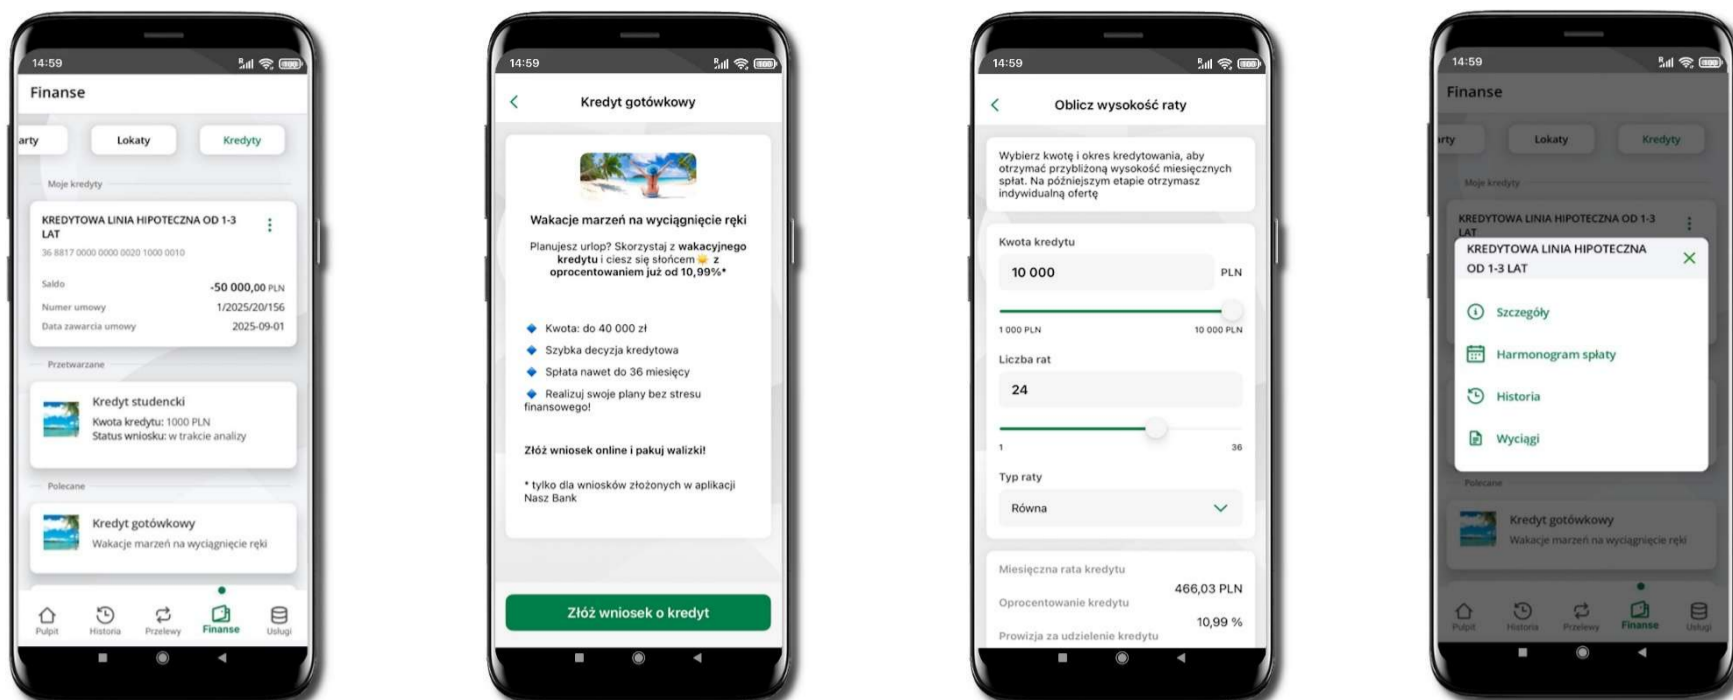 14:59
Finanse
arty
Lokaty
Kredyty
Moje kredyty
KREDYTOWA LINIA HIPOTECZNA OD 1-3
LAT
36 8817 0000 0000 0020 1000 0010
Saldo
-50 000,00 PLN
Numer umowy
1/2025/20/156
Data zawarcia umowy
2025-09-01
Przetwarzane
Kredyt studencki
Kwota kredytu: 1000 PLN
Status wniosku: w trakcie analizy
Polecane
Kredyt gotówkowy
Wakacje marzeń na wyciągnięcie ręki
Pulpit
Historia
Przelewy
Finanse
Usługi
14:59
Kredyt gotówkowy
Wakacje marzeń na wyciągnięcie ręki
Planujesz urlop? Skorzystaj z wakacyjnego
kredytu i ciesz się słońcem☀️ z
oprocentowaniem już od 10,99%*
Kwota: do 40 000 zł
Szybka decyzja kredytowa
Spłata nawet do 36 miesięcy
Realizuj swoje plany bez stresu
finansowego!
Złóż wniosek online i pakuj walizki!
* tylko dla wniosków złożonych w aplikacji
Nasz Bank
Złóż wniosek o kredyt
14:59
Oblicz wysokość raty
Wybierz kwotę i okres kredytowania, aby
otrzymać przybliżoną wysokość miesięcznych
spłat. Na późniejszym etapie otrzymasz
indywidualną ofertę
Kwota kredytu
10 000
PLN
1 000 PLN
10 000 PLN
Liczba rat
24
1
36
Typ raty
Równa
Miesięczna rata kredytu
466,03 PLN
Oprocentowanie kredytu
10,99 %
Prowizja za udzielenie kredytu
14:59
Finanse
arty
Lokaty
Kredyty
Moje kredyty
KREDYTOWA LINIA HIPOTECZNA OD 1-3
LAT
KREDYTOWA LINIA HIPOTECZNA
OD 1-3 LAT
Szczegóły
Harmonogram spłaty
Historia
Wyciągi
Polecane
Kredyt gotówkowy
Wakacje marzeń na wyciągnięcie ręki
Pulpit
Historia
Przelewy
Finanse
Usługi